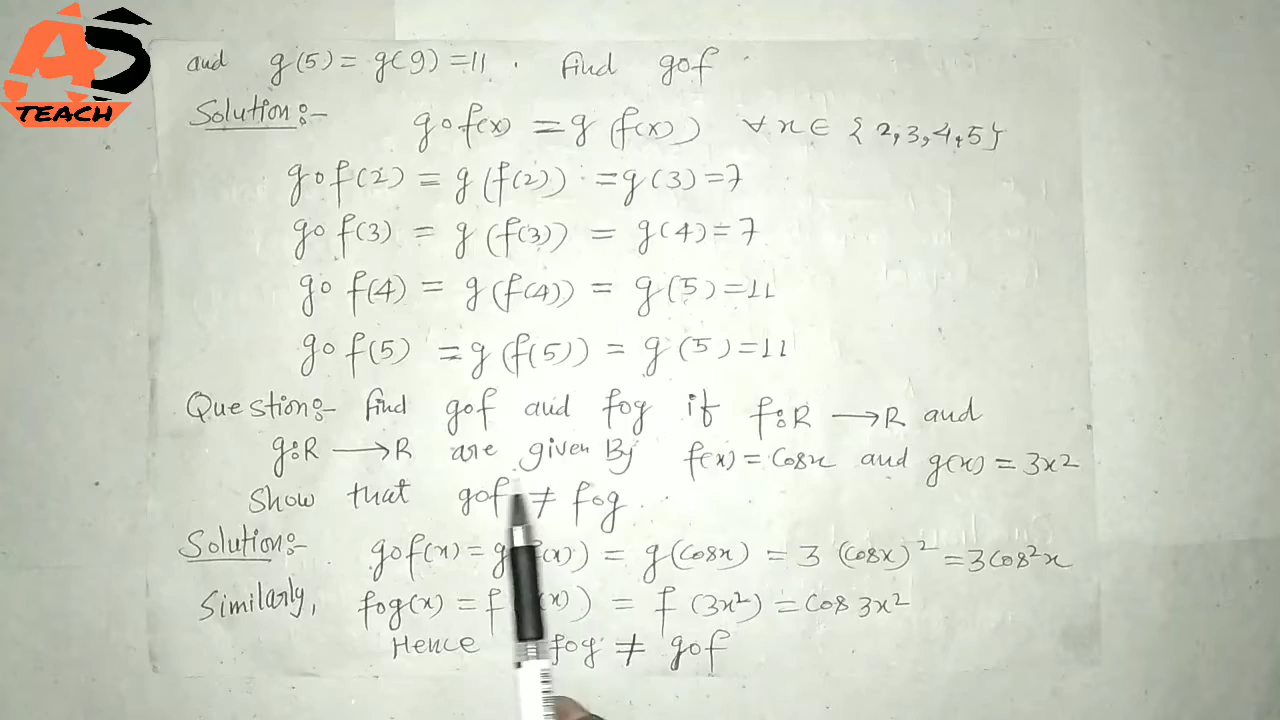 AS
TEACH
and g(5) = g(9) = 11 . find gof
Solution:- gof(x) = g(f(x)) ∀ x ∈ {2,3,4,5}
gof(2) = g(f(2)) = g(3) = 7
gof(3) = g(f(3)) = g(4) = 7
gof(4) = g(f(4)) = g(5) = 11
gof(5) = g(f(5)) = g(5) = 11
Question:- find gof and fog if f:R → R and
g:R → R are given By f(x) = Cosx and g(x) = 3x²
Show that gof ≠ fog .
Solution:- gof(x) = g(f(x)) = g(Cosx) = 3 (Cosx)² = 3Cos²x
Similarly, fog(x) = f (x)) = f (3x²) = Cos 3x²
Hence fog ≠ gof